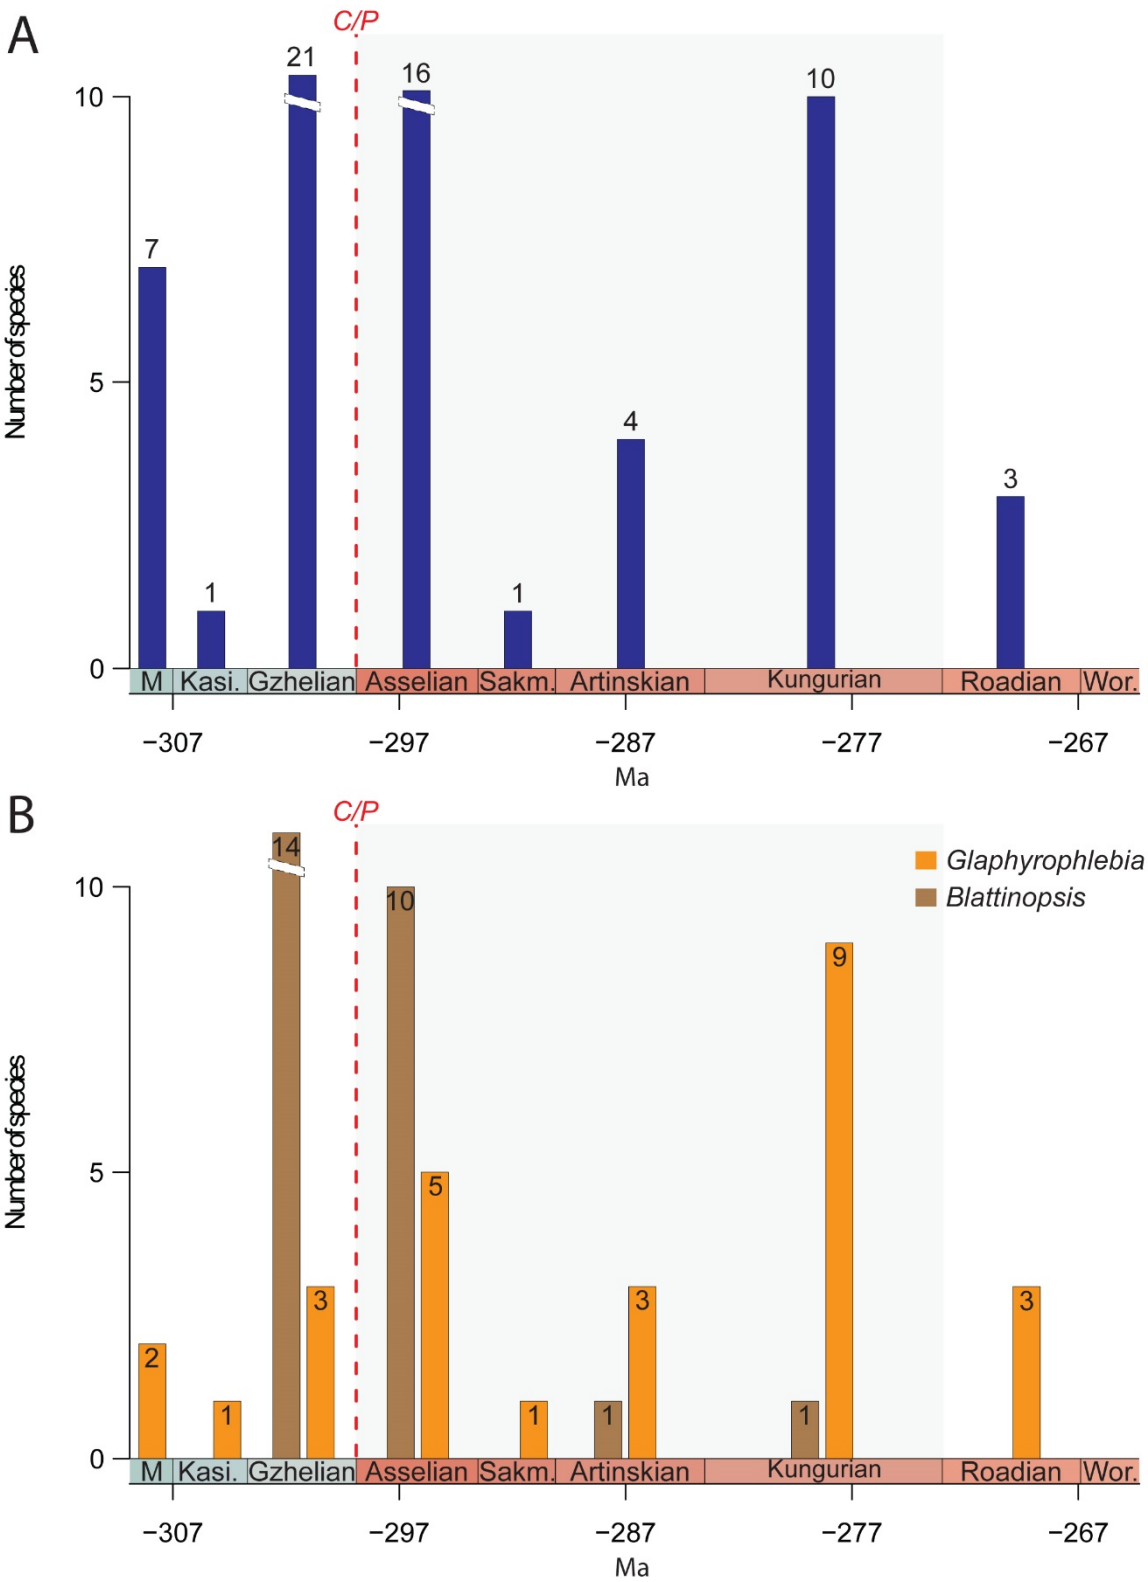 A
C/P
21
16
10
10
7
5
4
3
1
1
0
Number of species
M Kasi. Gzhelian Asselian Sakm. Artinskian Kungurian Roadian Wor.
−307 −297 −287 −277 −267
Ma
B
C/P
14
Glaphyrophlebia
10
10
Blattinopsis
9
5
5
3
3
3
2
1
1
1
1
0
Number of species
M Kasi. Gzhelian Asselian Sakm. Artinskian Kungurian Roadian Wor.
−307 −297 −287 −277 −267
Ma